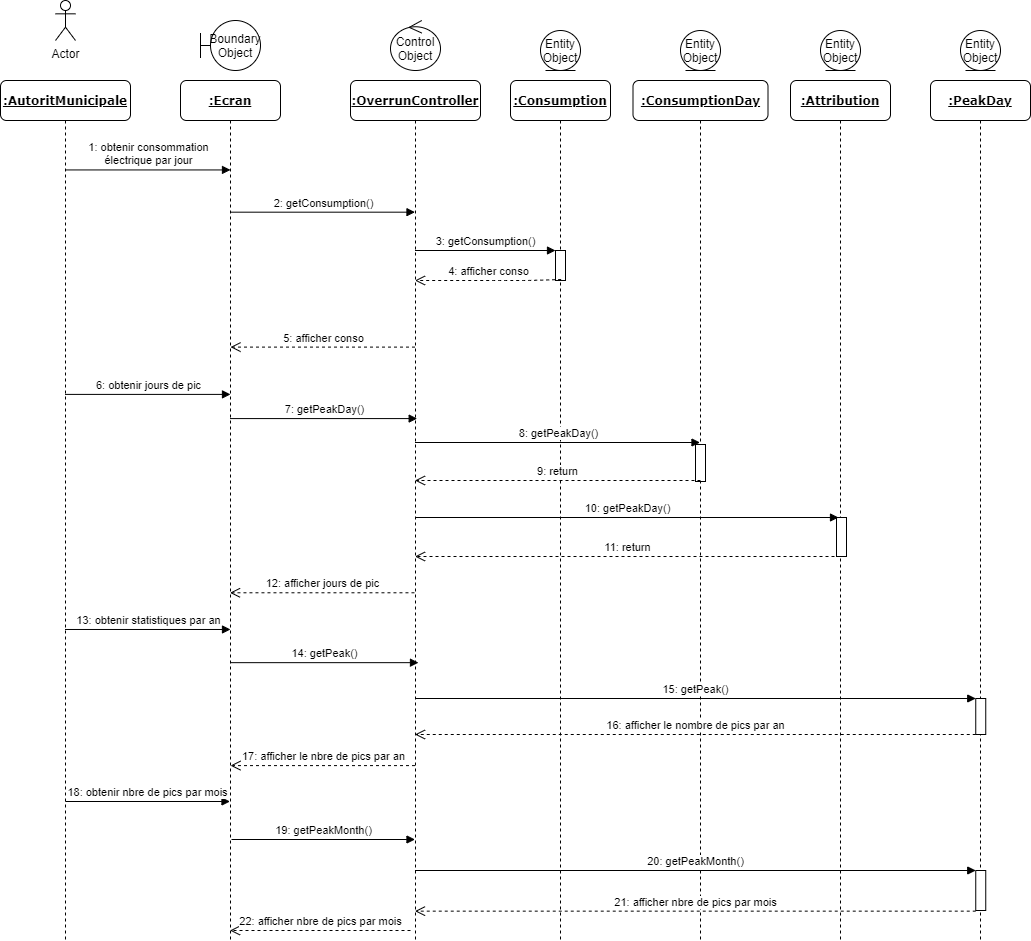 Actor
Boundary
Object
Control
Object
Entity
Object
Entity
Object
Entity
Object
Entity
Object
:AutoritMunicipale
:Ecran
:OverrunController
:Consumption
:ConsumptionDay
:Attribution
:PeakDay
1: obtenir consommation
électrique par jour
2: getConsumption()
3: getConsumption()
4: afficher conso
5: afficher conso
6: obtenir jours de pic
7: getPeakDay()
8: getPeakDay()
9: return
10: getPeakDay()
11: return
12: afficher jours de pic
13: obtenir statistiques par an
14: getPeak()
15: getPeak()
16: afficher le nombre de pics par an
17: afficher le nbre de pics par an
18: obtenir nbre de pics par mois
19: getPeakMonth()
20: getPeakMonth()
21: afficher nbre de pics par mois
22: afficher nbre de pics par mois